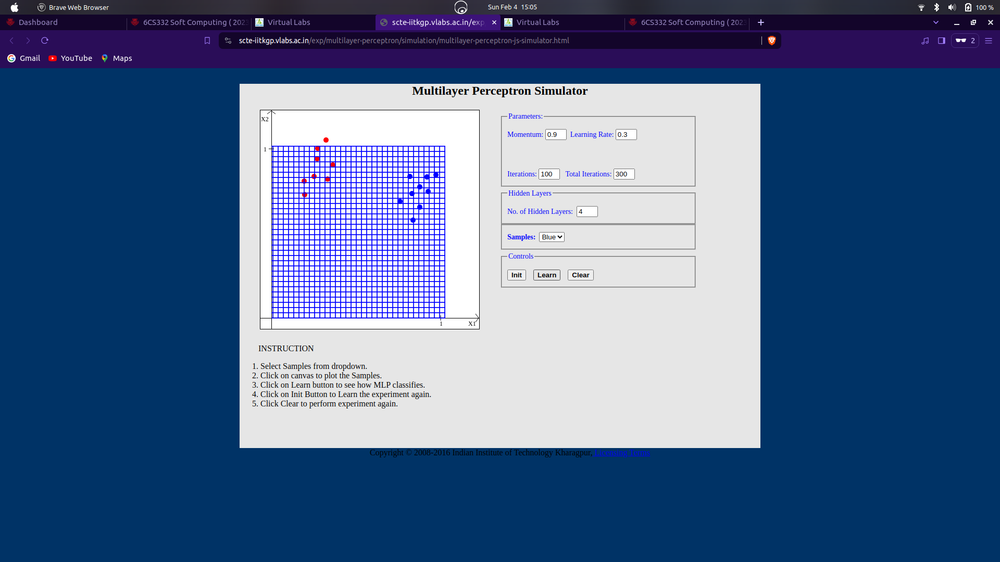 Brave Web Browser
Sun Feb 4 15:05
100 %
Dashboard
6CS332 Soft Computing ( 2023
Virtual Labs
scte-iitkgp.vlabs.ac.in/exp
Virtual Labs
6CS332 Soft Computing ( 2023
scte-iitkgp.vlabs.ac.in/exp/multilayer-perceptron/simulation/multilayer-perceptron-js-simulator.html
2
Gmail
YouTube
Maps
Multilayer Perceptron Simulator
X2
1
1
X1
Parameters:
Momentum: 0.9 Learning Rate: 0.3
Iterations: 100 Total Iterations: 300
Hidden Layers
No. of Hidden Layers: 4
Samples: Blue
Controls
Init Learn Clear
INSTRUCTION
1. Select Samples from dropdown.
2. Click on canvas to plot the Samples.
3. Click on Learn button to see how MLP classifies.
4. Click on Init Button to Learn the experiment again.
5. Click Clear to perform experiment again.
Copyright © 2008-2016 Indian Institute of Technology Kharagpur, Licensing Terms